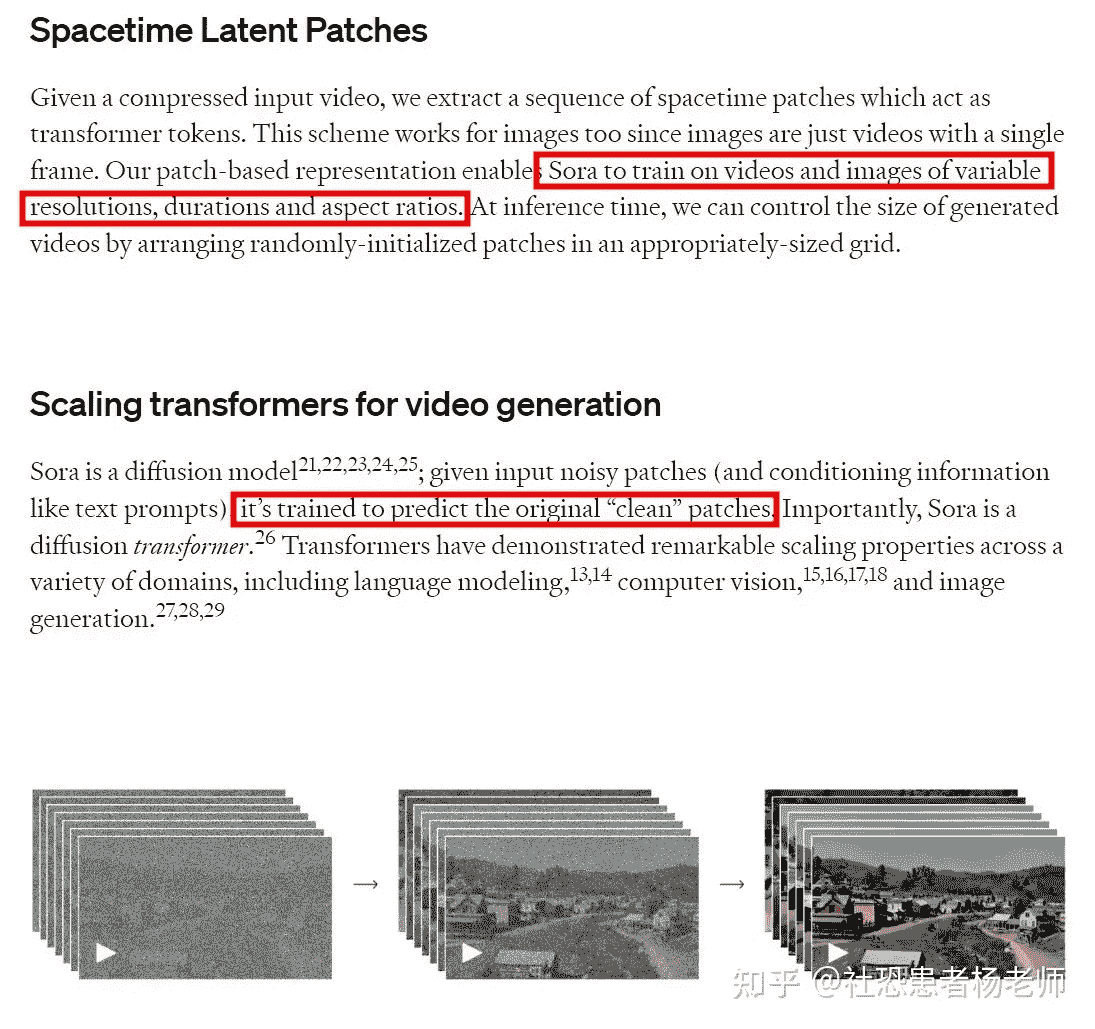 Spacetime Latent Patches
Given a compressed input video, we extract a sequence of spacetime patches which act as
transformer tokens. This scheme works for images too since images are just videos with a single
frame. Our patch-based representation enables Sora to train on videos and images of variable
resolutions, durations and aspect ratios. At inference time, we can control the size of generated
videos by arranging randomly-initialized patches in an appropriately-sized grid.
Scaling transformers for video generation
Sora is a diffusion model21,22,23,24,25; given input noisy patches (and conditioning information
like text prompts), it’s trained to predict the original “clean” patches. Importantly, Sora is a
diffusion transformer.26 Transformers have demonstrated remarkable scaling properties across a
variety of domains, including language modeling,13,14 computer vision,15,16,17,18 and image
generation.27,28,29
知乎 @社恐患者杨老师